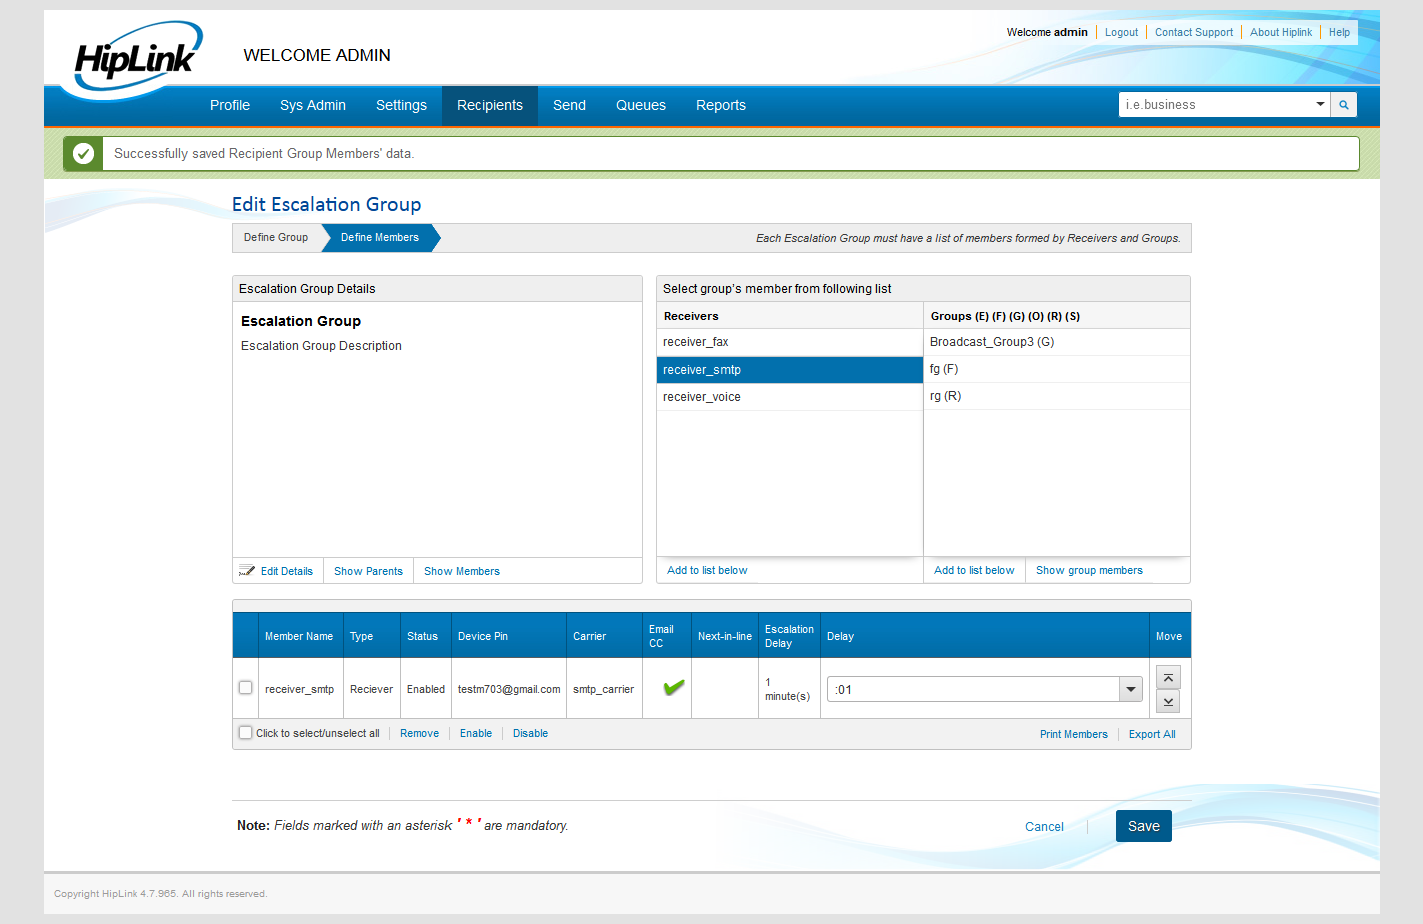 HipLink
WELCOME ADMIN
Welcome admin Logout Contact Support About Hiplink Help
Profile Sys Admin Settings Recipients Send Queues Reports
i.e.business
Successfully saved Recipient Group Members' data.
Edit Escalation Group
Define Group Define Members Each Escalation Group must have a list of members formed by Receivers and Groups.
Escalation Group Details
Escalation Group
Escalation Group Description
Edit Details Show Parents Show Members
Select group's member from following list
Receivers Groups (E) (F) (G) (O) (R) (S)
receiver_fax Broadcast_Group3 (G)
receiver_smtp fg (F)
receiver_voice rg (R)
Add to list below Add to list below Show group members
Member Name Type Status Device Pin Carrier Email CC Next-in-line Escalation Delay Delay Move
receiver_smtp Reciever Enabled testm703@gmail.com smtp_carrier 1 minute(s) :01
Click to select/unselect all Remove Enable Disable Print Members Export All
Note: Fields marked with an asterisk ' * ' are mandatory.
Cancel Save
Copyright HipLink 4.7.965. All rights reserved.